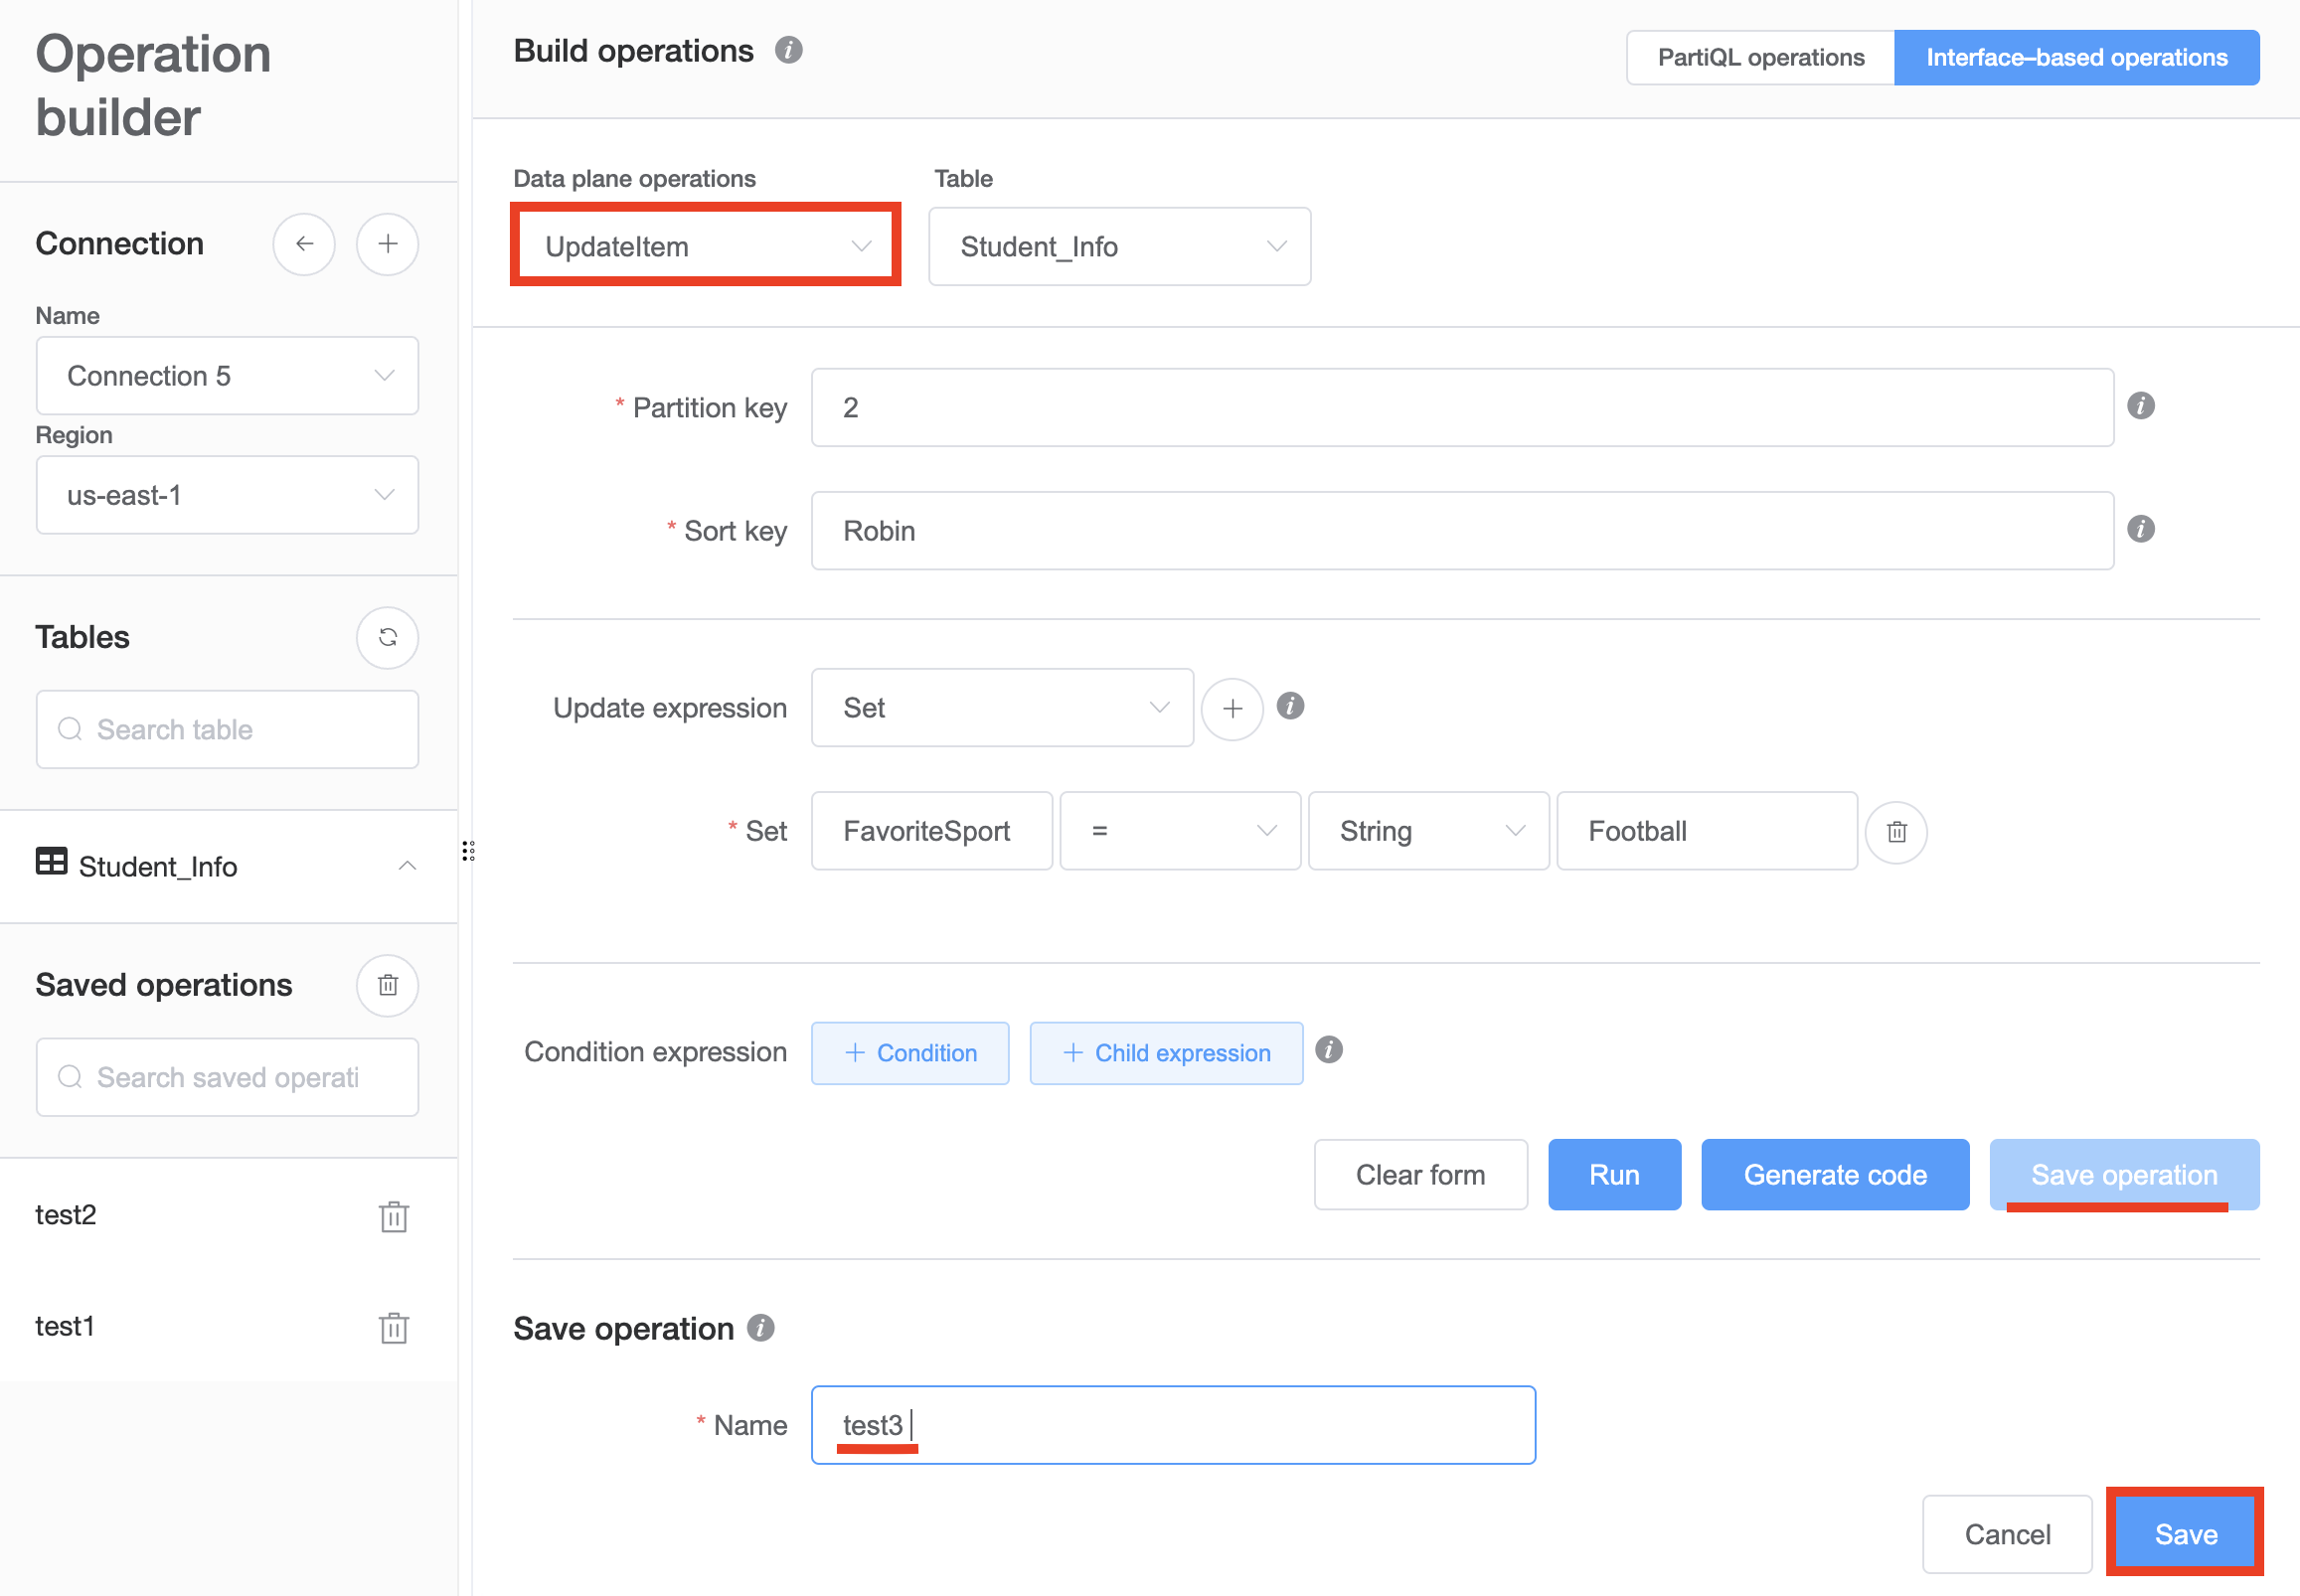 Operation
builder
Connection
Name
Connection 5
Region
us-east-1
Tables
Search table
Student_Info
Saved operations
Search saved operati
test2
test1
Build operations
PartiQL operations
Interface–based operations
Data plane operations
Table
UpdateItem
Student_Info
* Partition key
2
* Sort key
Robin
Update expression
Set
* Set
FavoriteSport
=
String
Football
Condition expression
+ Condition
+ Child expression
Clear form
Run
Generate code
Save operation
Save operation
* Name
test3
Cancel
Save